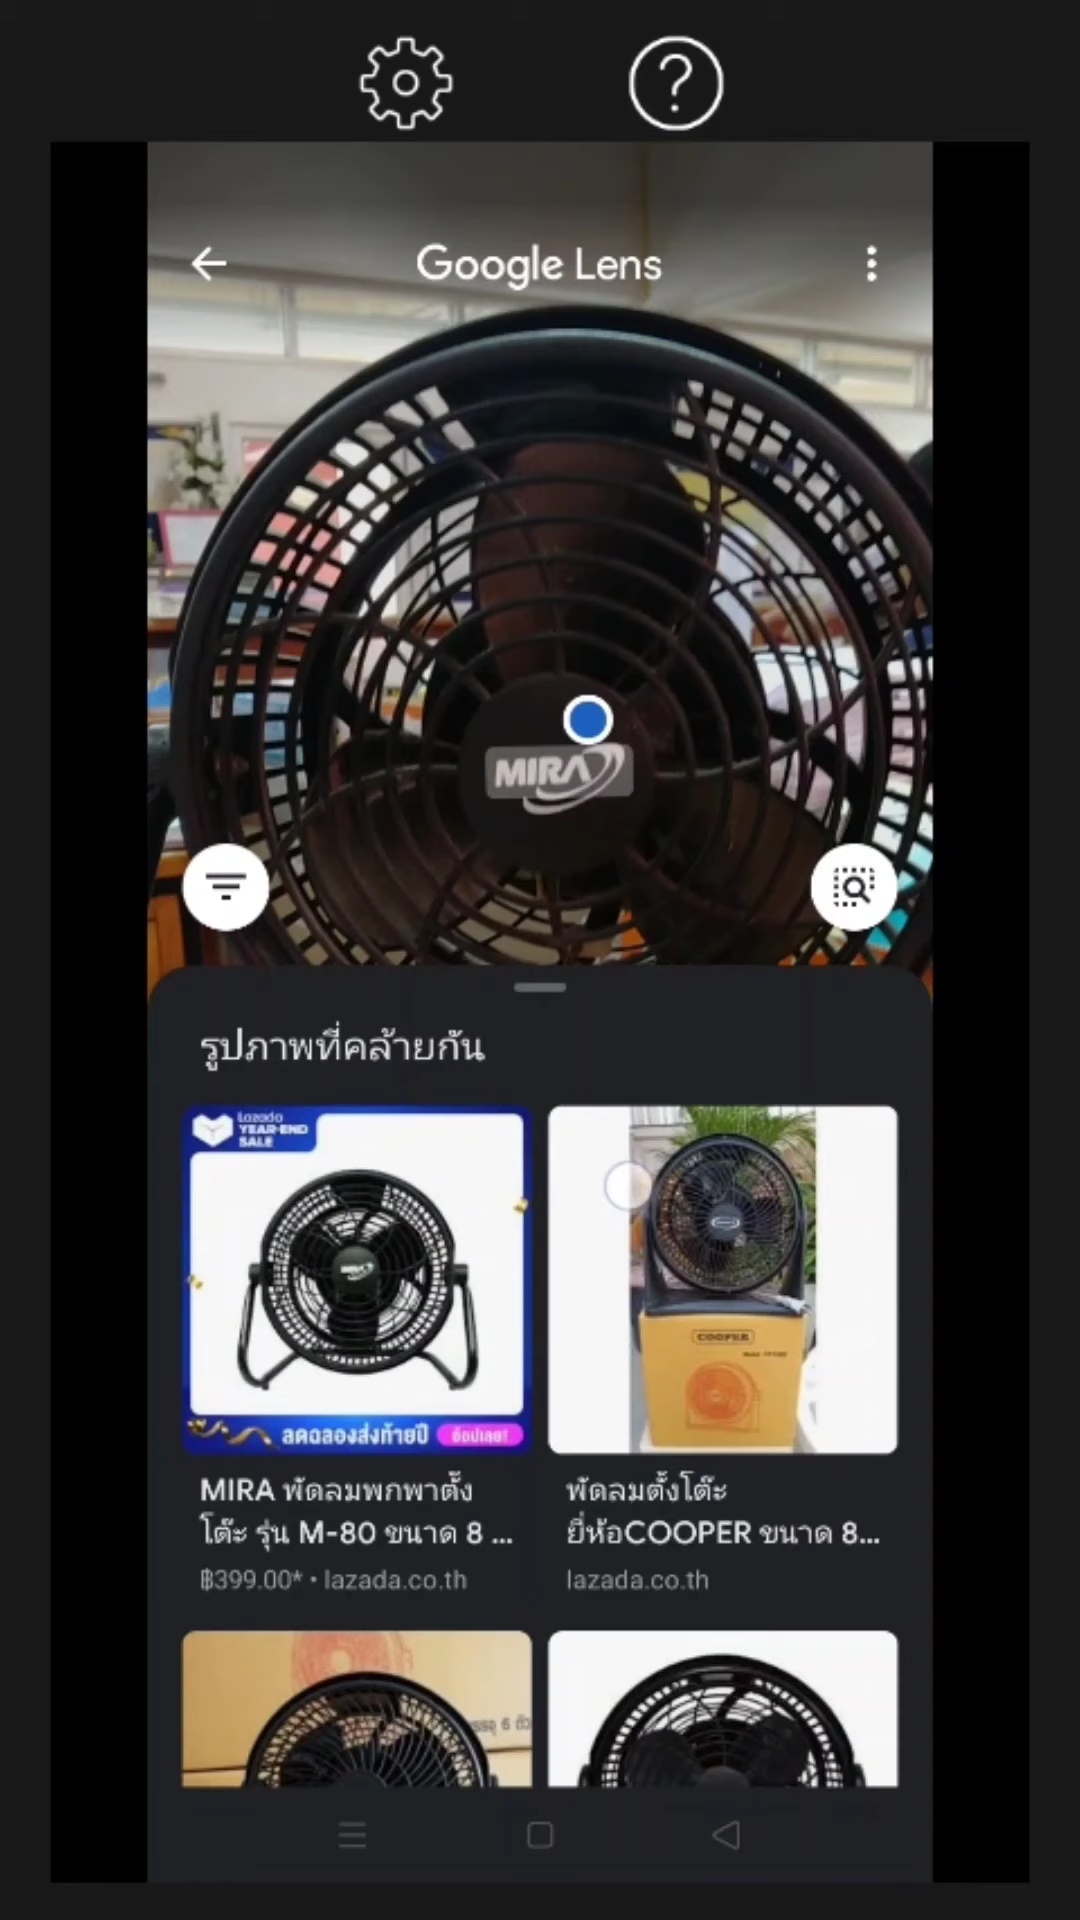 Google Lens
MIRA
รูปภาพที่คล้ายกัน
Lazada
YEAR-END
SALE
MIRA
ลดฉลองส่งท้ายปี ช้อปเลย!
COOPER
MIRA พัดลมพกพาตั้ง
โต๊ะ รุ่น M-80 ขนาด 8 ...
฿399.00* • lazada.co.th
พัดลมตั้งโต๊ะ
ยี่ห้อCOOPER ขนาด 8...
lazada.co.th